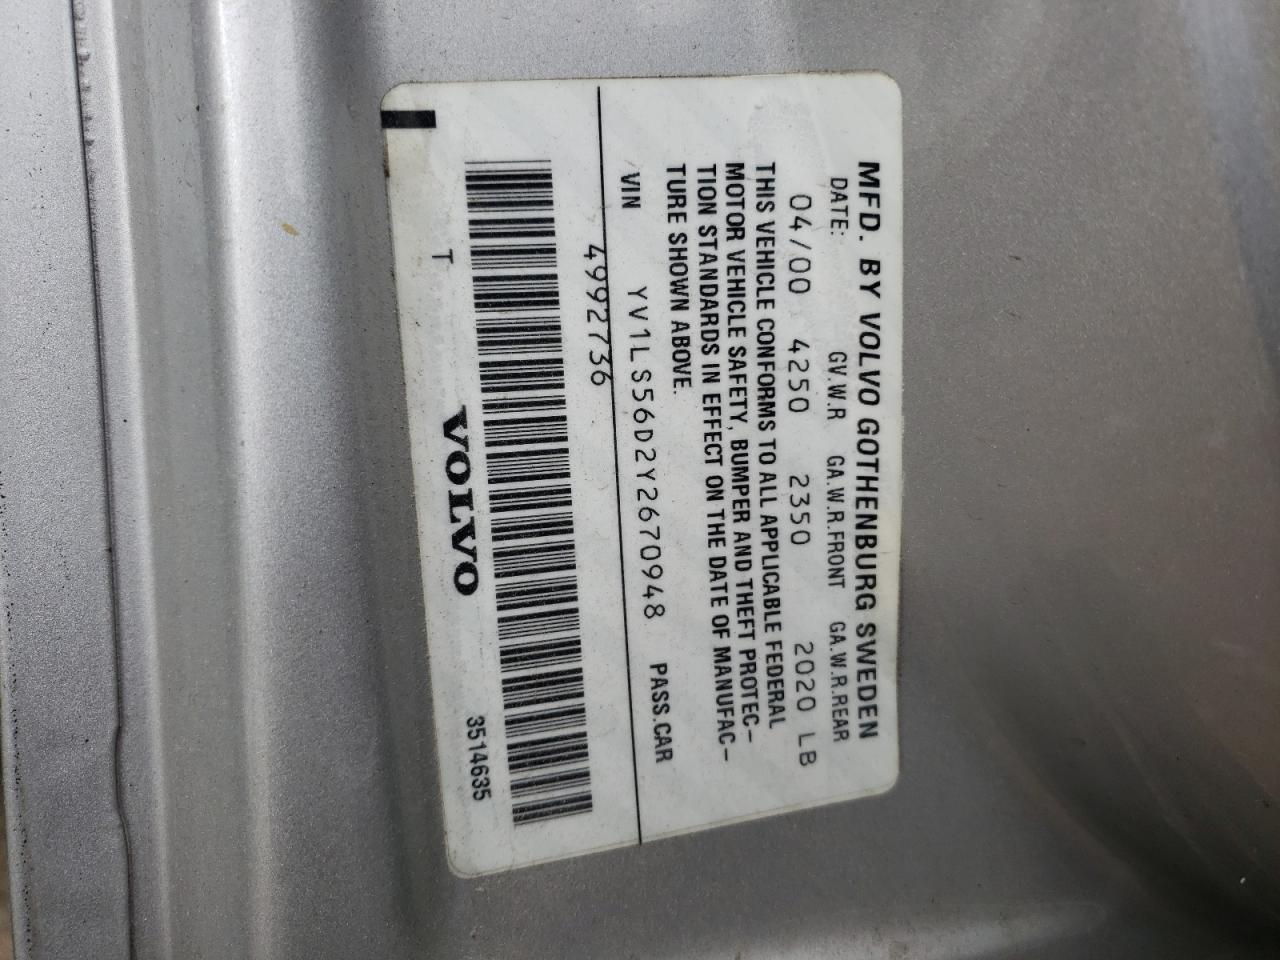 MFD. BY VOLVO GOTHENBURG SWEDEN
DATE: GV.W.R GA.W.R.FRONT GA.W.R.REAR
04/00 4250 2350 2020 LB
THIS VEHICLE CONFORMS TO ALL APPLICABLE FEDERAL
MOTOR VEHICLE SAFETY, BUMPER AND THEFT PROTEC–
TION STANDARDS IN EFFECT ON THE DATE OF MANUFAC–
TURE SHOWN ABOVE.
VIN YV1LS56D2Y2670948 PASS.CAR
4992736
T VOLVO 3514635